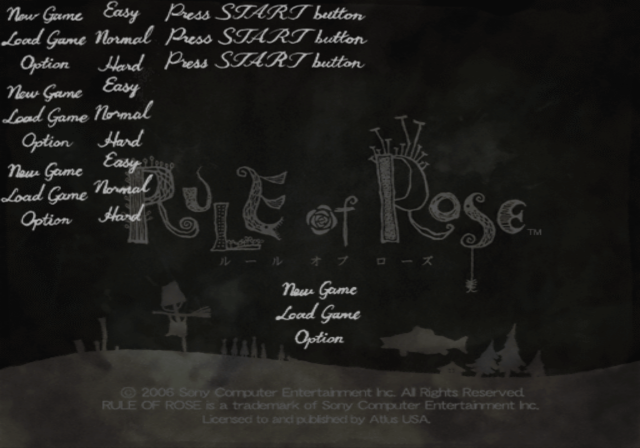 New Game Easy Press START button
Load Game Normal Press START button
Option Hard Press START button
New Game Easy
Load Game Normal
Option Hard
New Game Easy
Load Game Normal
Option Hard
RULE of ROSE TM
ルール オブ ローズ
New Game
Load Game
Option
© 2006 Sony Computer Entertainment Inc. All Rights Reserved.
RULE OF ROSE is a trademark of Sony Computer Entertainment Inc.
Licensed to and published by Atlus USA.